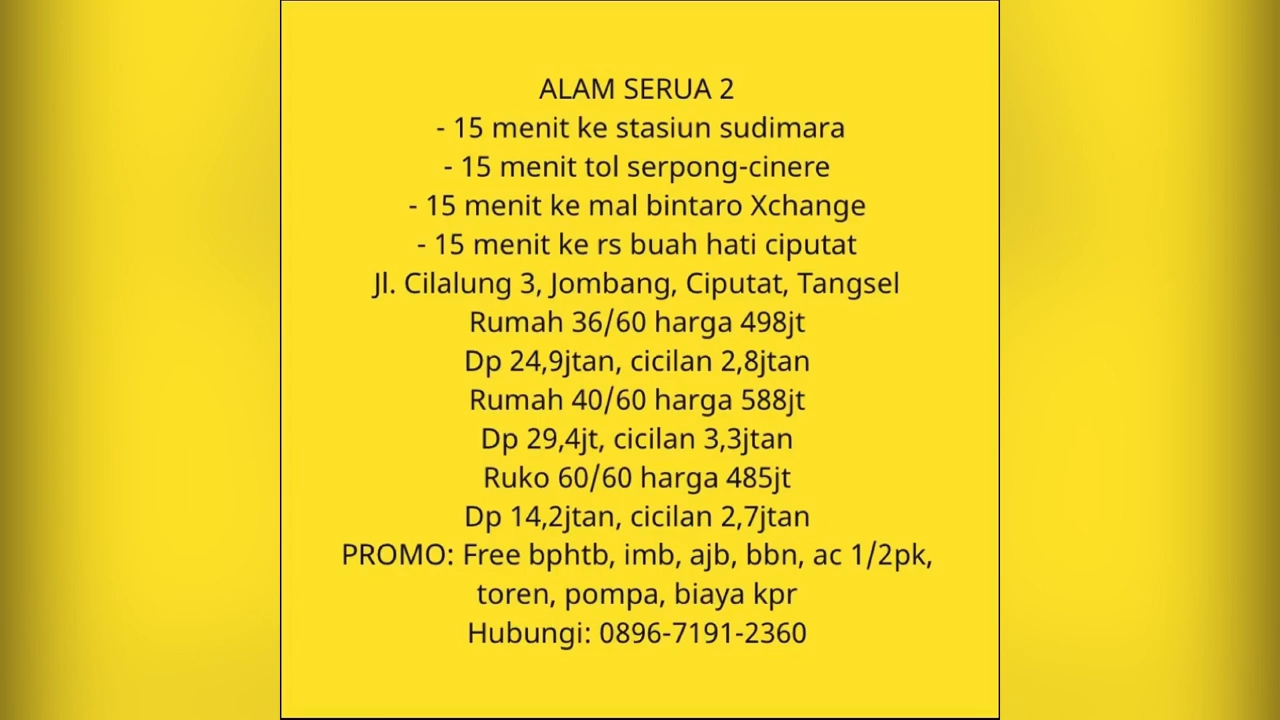 ALAM SERUA 2
- 15 menit ke stasiun sudimara
- 15 menit tol serpong-cinere
- 15 menit ke mal bintaro Xchange
- 15 menit ke rs buah hati ciputat
Jl. Cilalung 3, Jombang, Ciputat, Tangsel
Rumah 36/60 harga 498jt
Dp 24,9jtan, cicilan 2,8jtan
Rumah 40/60 harga 588jt
Dp 29,4jt, cicilan 3,3jtan
Ruko 60/60 harga 485jt
Dp 14,2jtan, cicilan 2,7jtan
PROMO: Free bphtb, imb, ajb, bbn, ac 1/2pk,
toren, pompa, biaya kpr
Hubungi: 0896-7191-2360